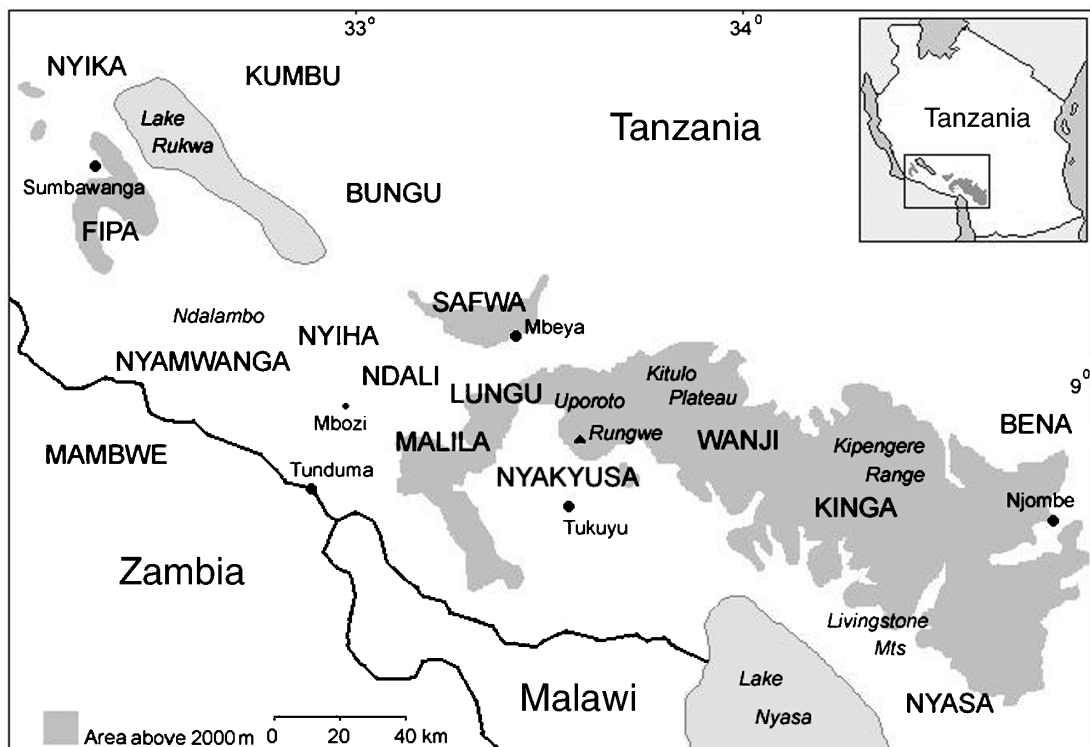 33°
34°
NYIKA
KUMBU
Lake
Rukwa
Tanzania
Tanzania
Sumbawanga
BUNGU
FIPA
SAFWA
Ndalambo
Mbeya
NYIHA
NYAMWANGA
NDALI
LUNGU
Kitulo
Plateau
9°
Uporoto
Mbozi
BENA
MALILA
Rungwe
WANJI
Kipengere
Range
MAMBWE
Tunduma
NYAKYUSA
KINGA
Njombe
Tukuyu
Zambia
Livingstone
Mts
Malawi
Lake
Nyasa
NYASA
Area above 2000 m
0 20 40 km